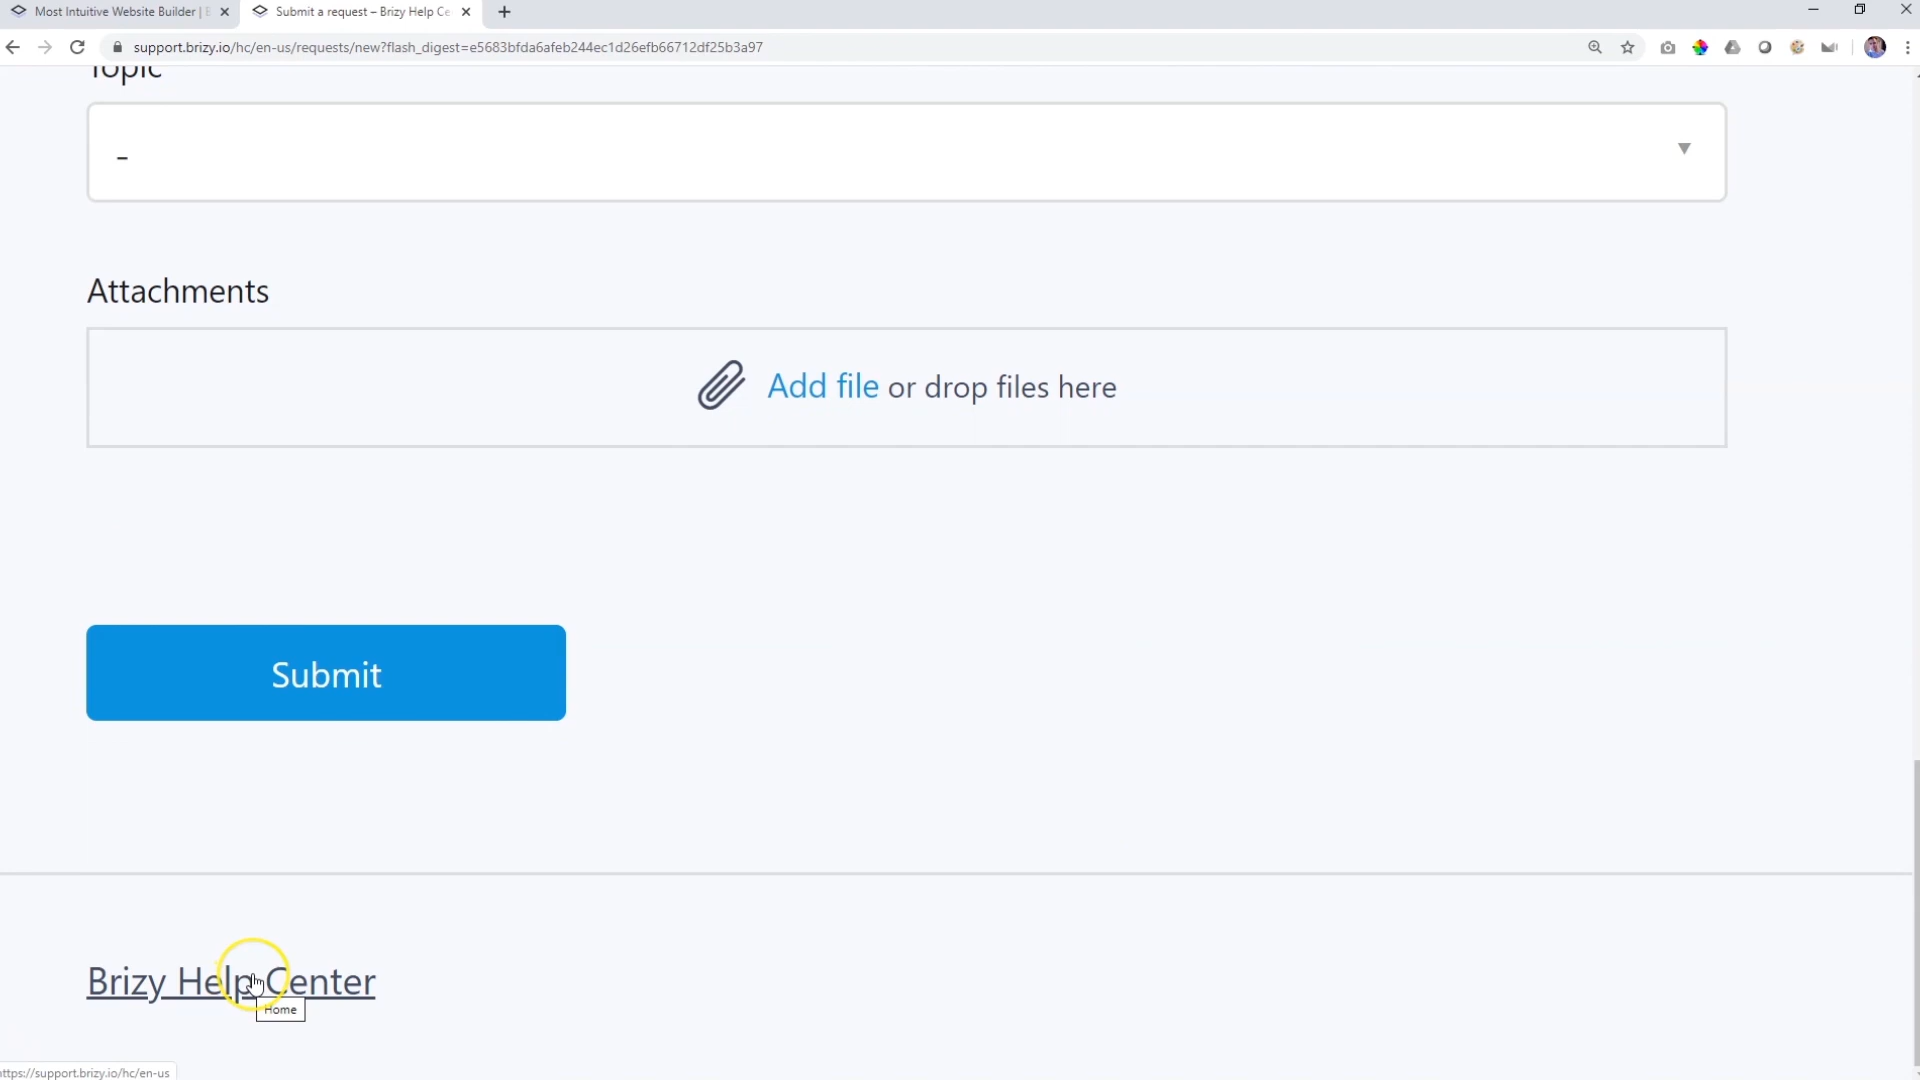 Most Intuitive Website Builder |
Submit a request – Brizy Help Ce
support.brizy.io/hc/en-us/requests/new?flash_digest=e5683bfda6afeb244ec1d26efb66712df25b3a97
Topic
-
Attachments
Add file or drop files here
Submit
Brizy Help Center
Home
https://support.brizy.io/hc/en-us